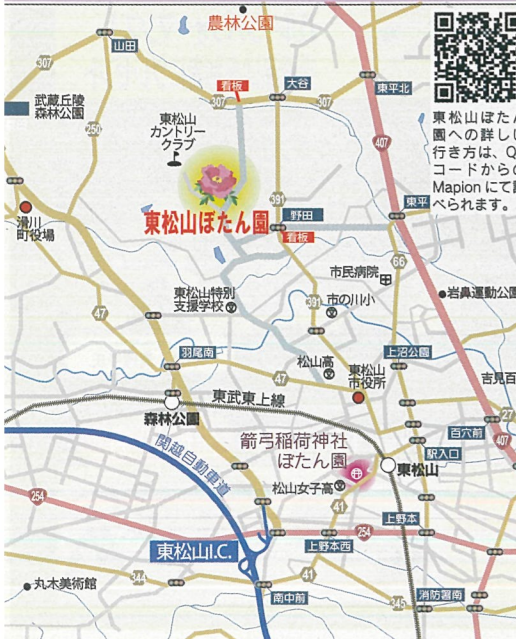 農林公園
山田
307
看板
大谷
307
307
東平北
武蔵丘陵
森林公園
250
東松山
カントリー
クラブ
407
東松山ぼたん
園への詳しい
行き方は、Q
コードからの
Mapionにて
べられます。
東松山ぼたん園
391
野田
看板
東平
滑川
町役場
66
市民病院
岩鼻運動公園
東松山特別
支援学校
391
市の川小
47
羽尾南
松山高
47
東松山
市役所
上沼公園
吉見百
森林公園
東武東上線
27
百穴前
407
関越自動車道
箭弓稲荷神社
ぼたん園
駅入口
東松山
松山女子高
254
41
上野本
254
上野本西
東松山I.C.
344
41
丸木美術館
南中前
345
消防署南